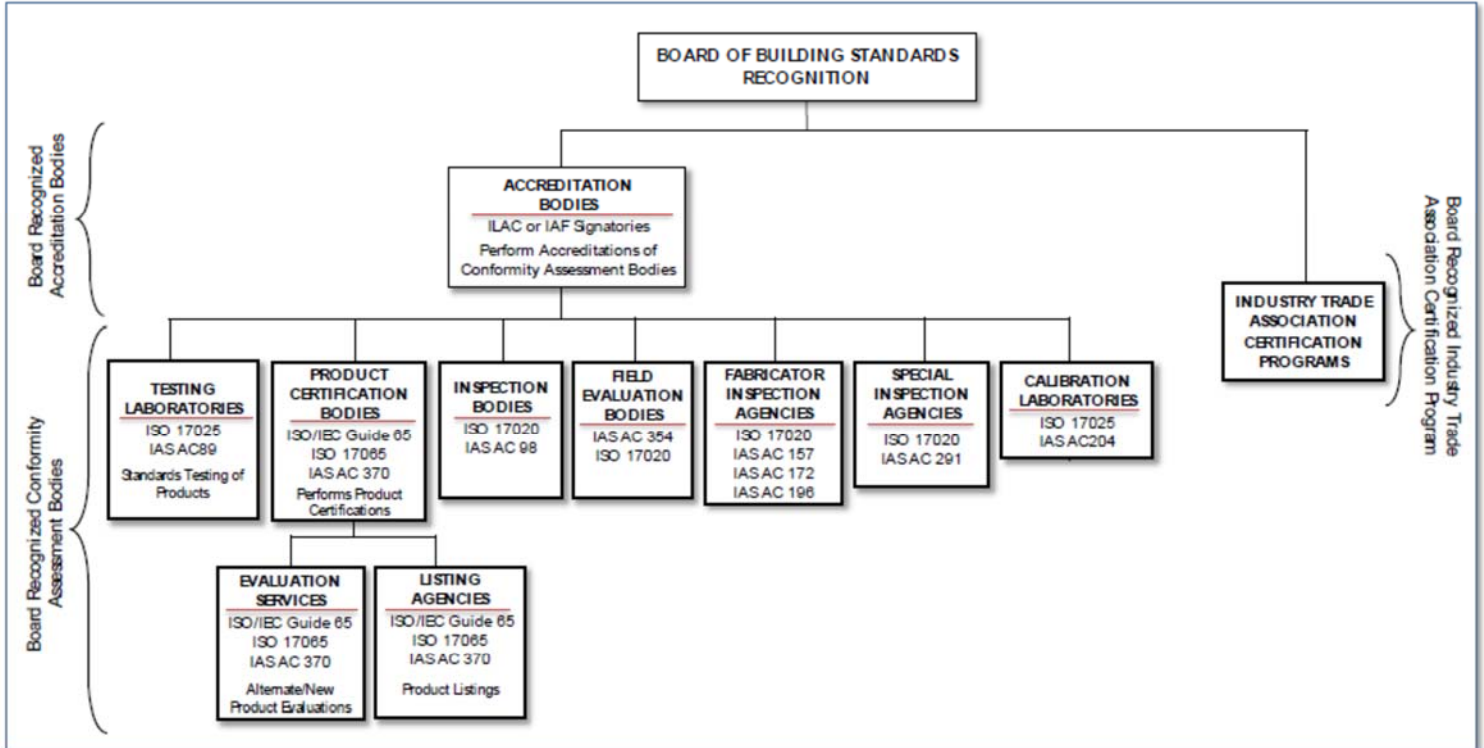 BOARD OF BUILDING STANDARDS
RECOGNITION
Board Recognized
Accreditation Bodies
ACCREDITATION
BODIES
ILAC or IAF Signatories
Perform Accreditations of
Conformity Assessment Bodies
INDUSTRY TRADE
ASSOCIATION
CERTIFICATION
PROGRAMS
Board Recognized Industry Trade
Association Certification Program
Board Recognized Conformity
Assessment Bodies
TESTING
LABORATORIES
ISO 17025
IAS AC89
Standards Testing of
Products
PRODUCT
CERTIFICATION
BODIES
ISO/IEC Guide 65
ISO 17065
IAS AC 370
Performs Product
Certifications
INSPECTION
BODIES
ISO 17020
IAS AC 98
FIELD
EVALUATION
BODIES
IAS AC 354
ISO 17020
FABRICATOR
INSPECTION
AGENCIES
ISO 17020
IAS AC 157
IAS AC 172
IAS AC 196
SPECIAL
INSPECTION
AGENCIES
ISO 17020
IAS AC 291
CALIBRATION
LABORATORIES
ISO 17025
IAS AC204
EVALUATION
SERVICES
ISO/IEC Guide 65
ISO 17065
IAS AC 370
Alternate/New
Product Evaluations
LISTING
AGENCIES
ISO/IEC Guide 65
ISO 17065
IAS AC 370
Product Listings